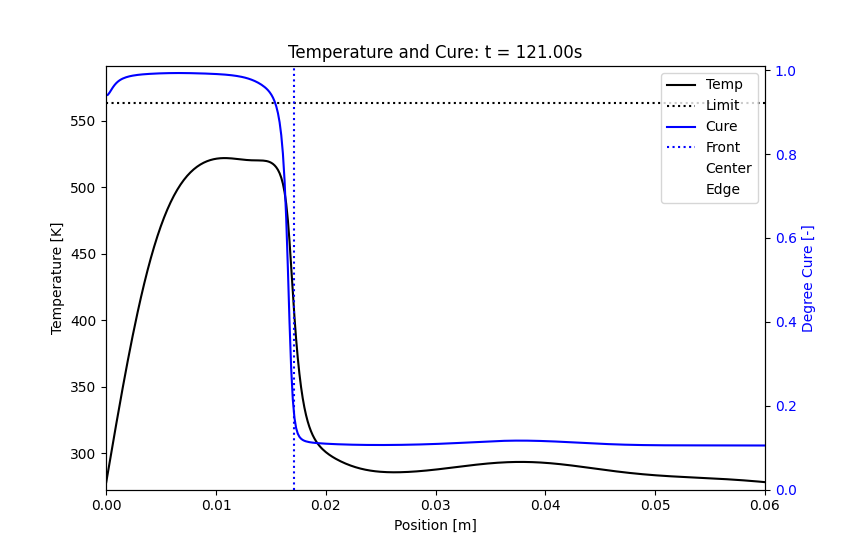 Temperature and Cure: t = 121.00s
Temp
Limit
Cure
Front
Center
Edge
Temperature [K]
550
500
450
400
350
300
1.0
0.8
0.6
0.4
0.2
0.0
Degree Cure [-]
0.00 0.01 0.02 0.03 0.04 0.05 0.06
Position [m]